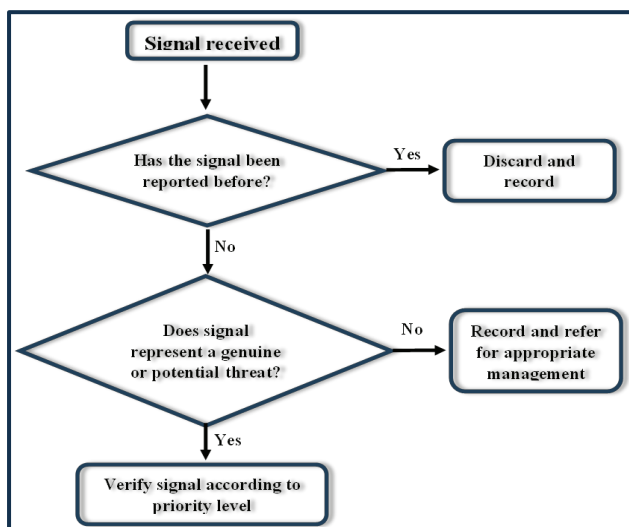 Signal received
Has the signal been
reported before?
Yes
Discard and
record
No
Does signal
represent a genuine
or potential threat?
No
Record and refer
for appropriate
management
Yes
Verify signal according to
priority level